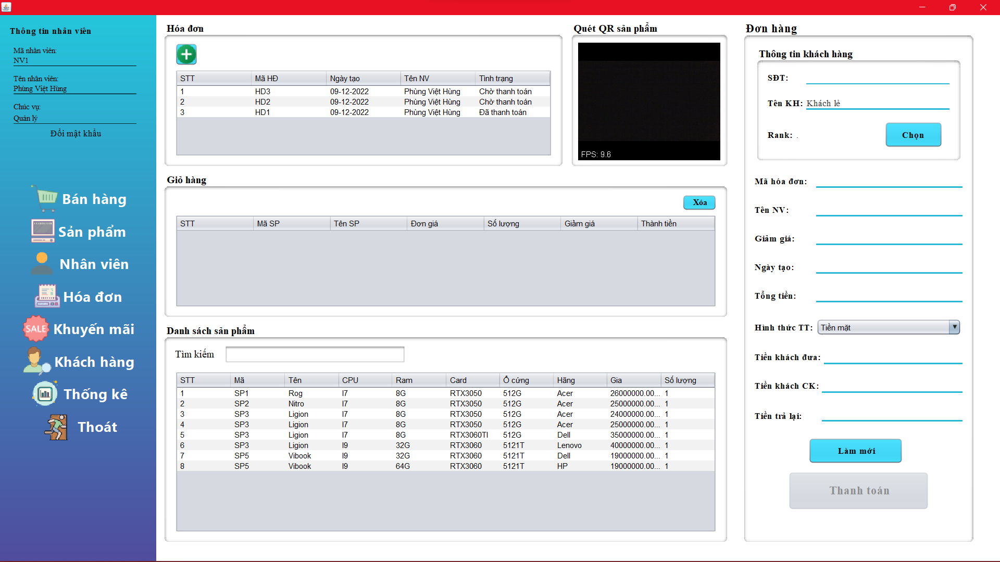 Thông tin nhân viên
Mã nhân viên:
NV1
Tên nhân viên:
Phùng Việt Hùng
Chúc vụ:
Quản lý
Đổi mật khẩu
Bán hàng
Sản phẩm
Nhân viên
Hóa đơn
SALE Khuyến mãi
Khách hàng
Thống kê
Thoát
Hóa đơn
STT Mã HĐ Ngày tạo Tên NV Tình trạng
1 HD3 09-12-2022 Phùng Việt Hùng Chờ thanh toán
2 HD2 09-12-2022 Phùng Việt Hùng Chờ thanh toán
3 HD1 09-12-2022 Phùng Việt Hùng Đã thanh toán
Quét QR sản phẩm
FPS: 9.6
Giỏ hàng
Xóa
STT Mã SP Tên SP Đơn giá Số lượng Giảm giá Thành tiền
Danh sách sản phẩm
Tìm kiếm
STT Mã Tên CPU Ram Card Ổ cứng Hãng Gia Số lượng
1 SP1 Rog I7 8G RTX3050 512G Acer 26000000.00... 1
2 SP2 Nitro I7 8G RTX3050 512G Acer 25000000.00... 1
3 SP3 Ligion I7 8G RTX3050 512G Acer 24000000.00... 1
4 SP3 Ligion I7 8G RTX3050 512G Acer 25000000.00... 1
5 SP3 Ligion I7 8G RTX3060TI 512G Dell 35000000.00... 1
6 SP3 Ligion I9 32G RTX3060 5121T Lenovo 40000000.00... 1
7 SP5 Vibook I9 32G RTX3060 5121T Dell 19000000.00... 1
8 SP5 Vibook I9 64G RTX3060 5121T HP 19000000.00... 1
Đơn hàng
Thông tin khách hàng
SĐT:
Tên KH: Khách lẻ
Rank: .
Chọn
Mã hóa đơn:
Tên NV:
Giảm giá:
Ngày tạo:
Tổng tiền:
Hình thức TT: Tiền mặt
Tiền khách đưa:
Tiền khách CK:
Tiền trả lại:
Làm mới
Thanh toán